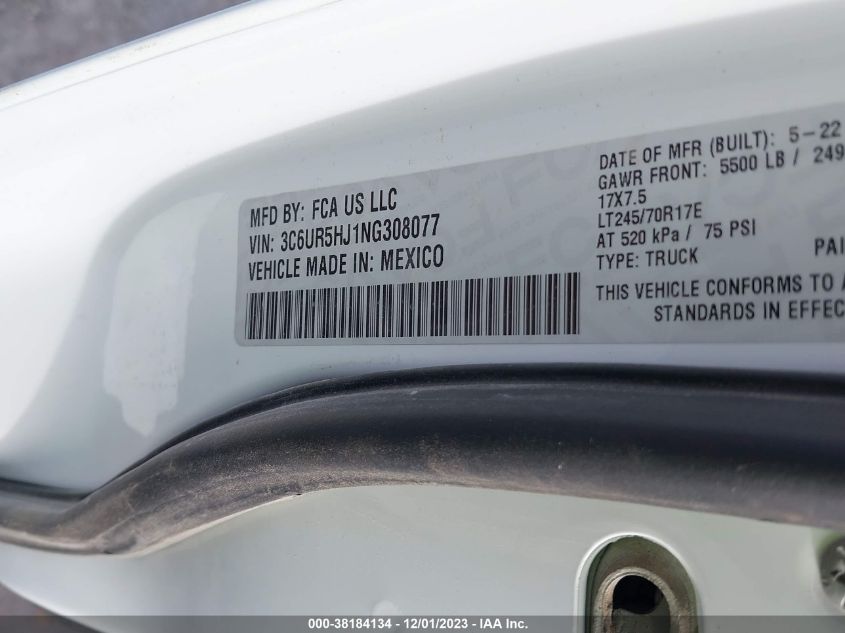 MFD BY: FCA US LLC
VIN: 3C6UR5HJ1NG308077
VEHICLE MADE IN: MEXICO
DATE OF MFR (BUILT): 5-22
GAWR FRONT: 5500 LB / 249
17X7.5
LT245/70R17E
AT 520 kPa / 75 PSI
TYPE: TRUCK
PAI
THIS VEHICLE CONFORMS TO A
STANDARDS IN EFFEC
000-38184134 - 12/01/2023 - IAA Inc.